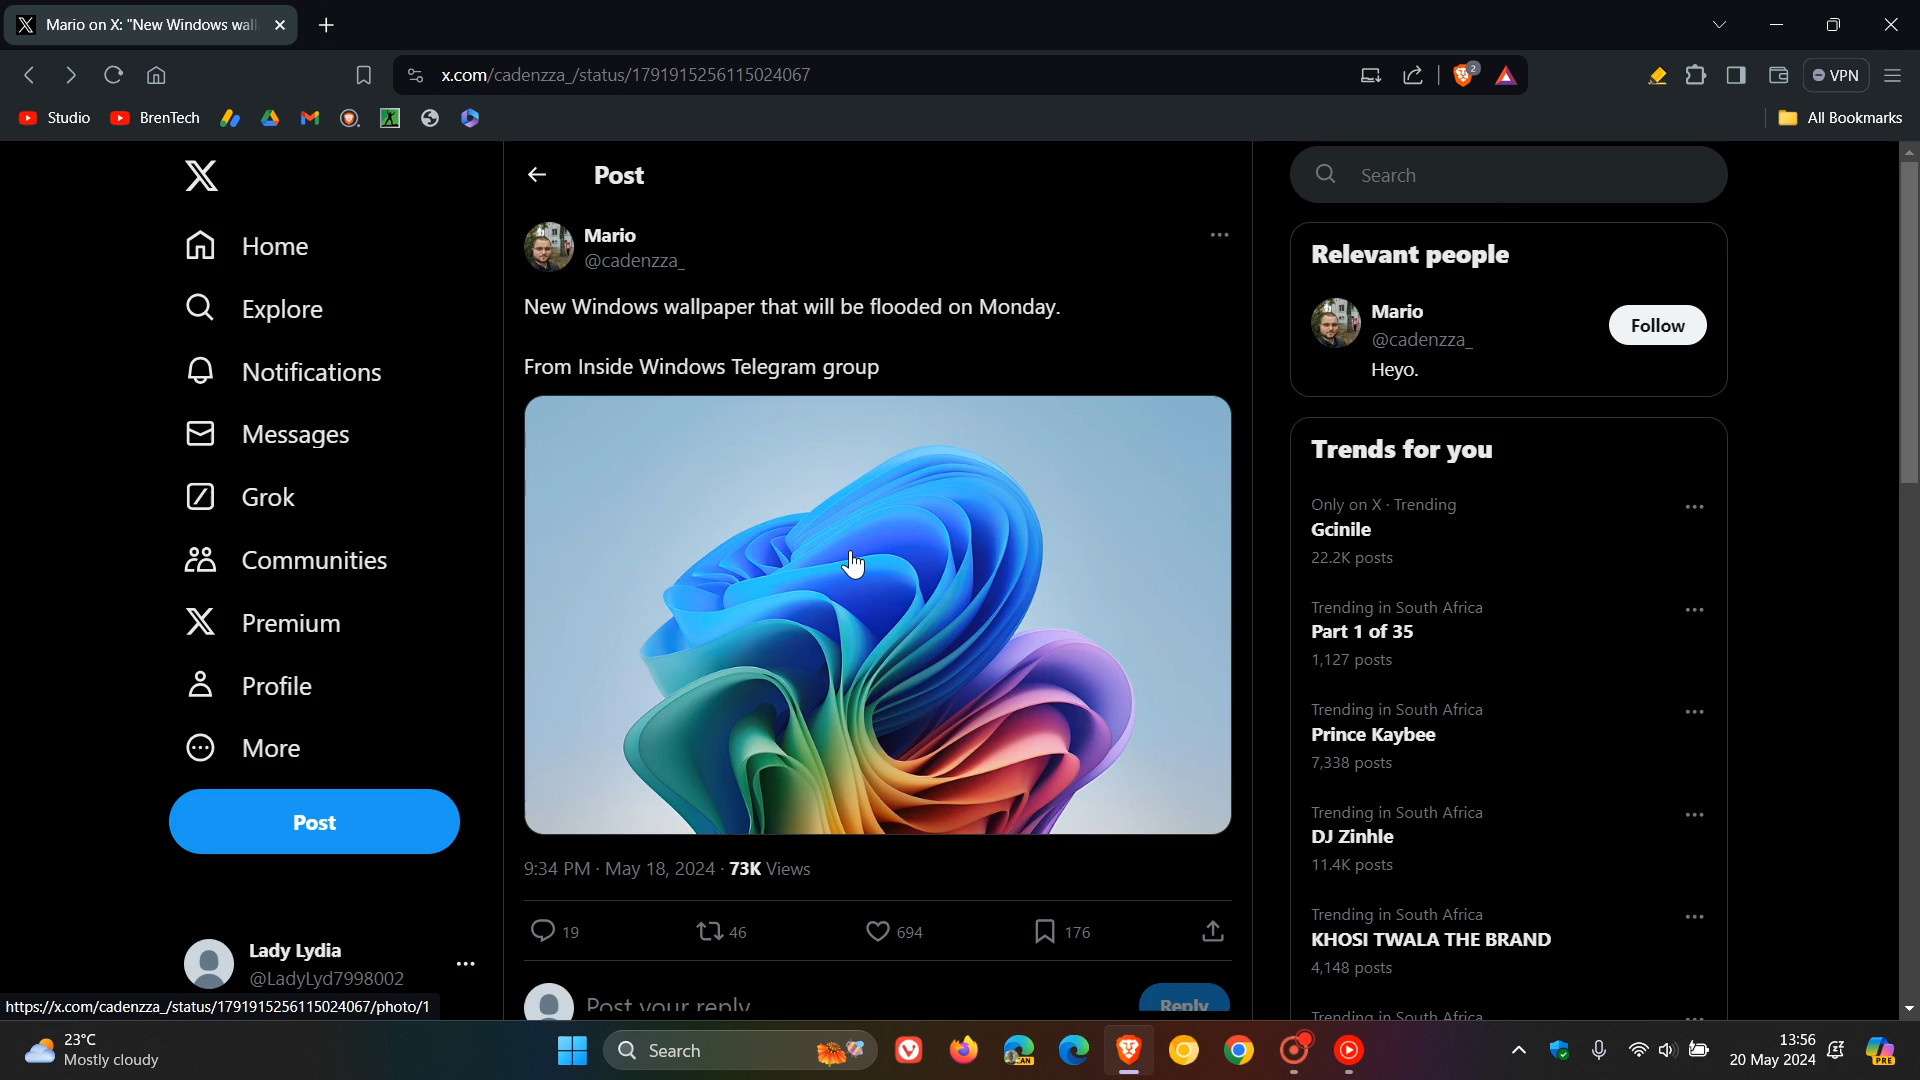 Mario on X: "New Windows wal
x.com/cadenzza_/status/1791915256115024067
2
VPN
Studio
BrenTech
All Bookmarks
Post
Search
Home
Explore
Notifications
Messages
Grok
Communities
Premium
Profile
More
Post
Lady Lydia
@LadyLyd7998002
https://x.com/cadenzza_/status/1791915256115024067/photo/1
Mario
@cadenzza_
New Windows wallpaper that will be flooded on Monday.
From Inside Windows Telegram group
9:34 PM · May 18, 2024 · 73K Views
19
46
694
176
Post your reply
Reply
Relevant people
Mario
@cadenzza_
Follow
Heyo.
Trends for you
Only on X · Trending
Gcinile
22.2K posts
Trending in South Africa
Part 1 of 35
1,127 posts
Trending in South Africa
Prince Kaybee
7,338 posts
Trending in South Africa
DJ Zinhle
11.4K posts
Trending in South Africa
KHOSI TWALA THE BRAND
4,148 posts
Trending in South Africa
23°C
Mostly cloudy
Search
CAN
13:56
20 May 2024
PRE